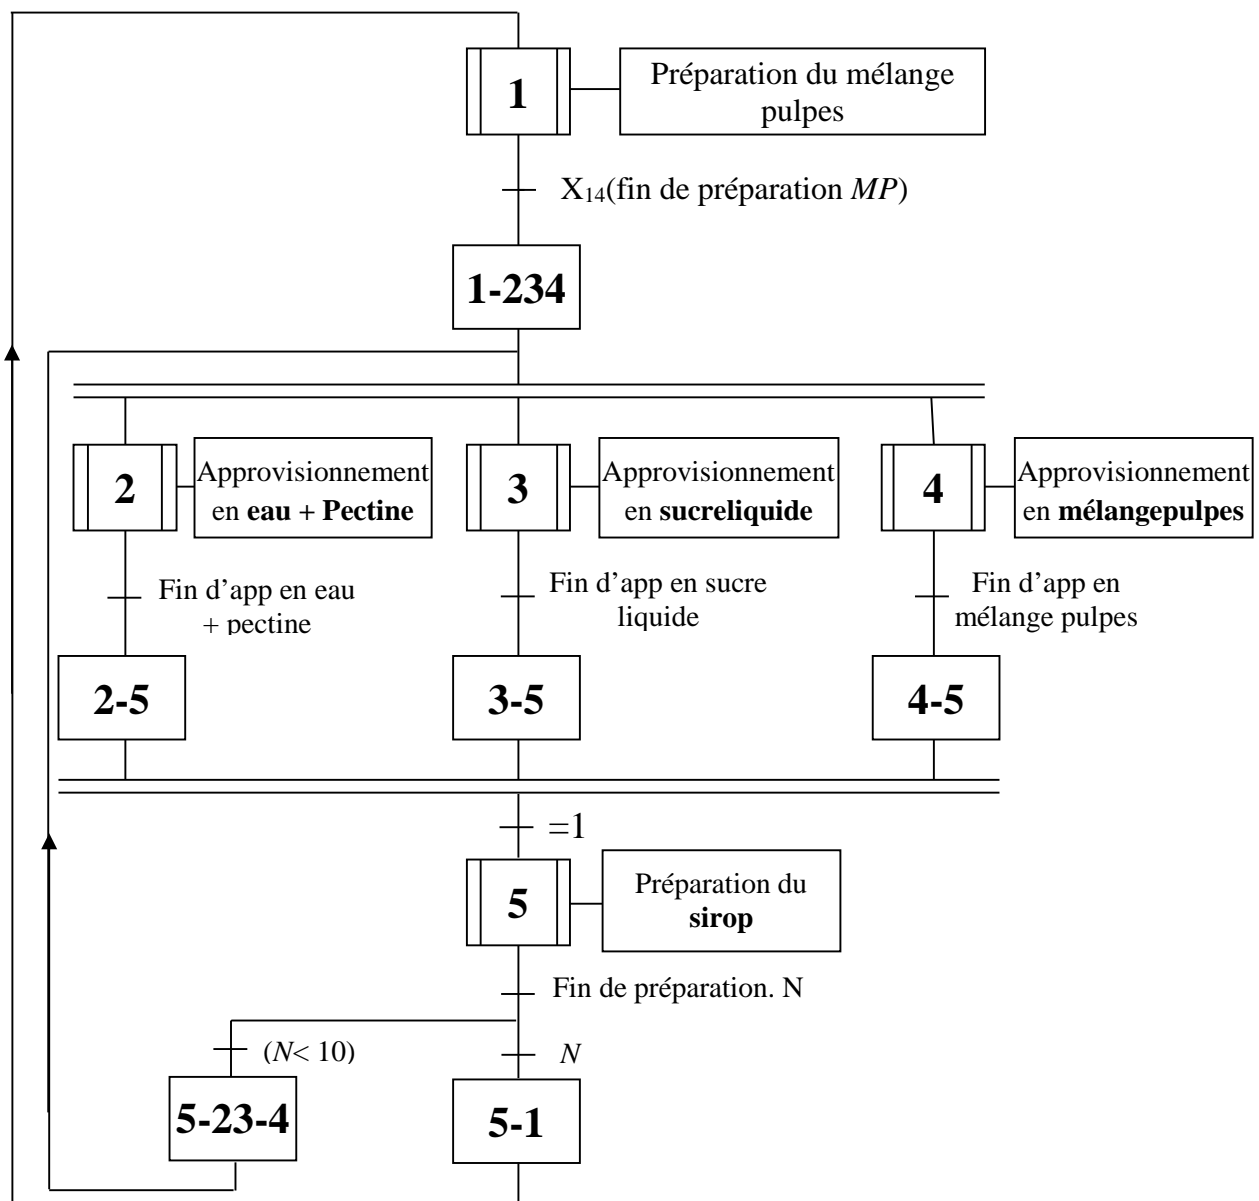 1
Préparation du mélange
pulpes
X₁₄(fin de préparation MP)
1-234
2
Approvisionnement
en eau + Pectine
3
Approvisionnement
en sucreliquide
4
Approvisionnement
en mélangepulpes
Fin d’app en eau
+ pectine
Fin d’app en sucre
liquide
Fin d’app en
mélange pulpes
2-5
3-5
4-5
=1
5
Préparation du
sirop
Fin de préparation. N
(N< 10)
N
5-23-4
5-1